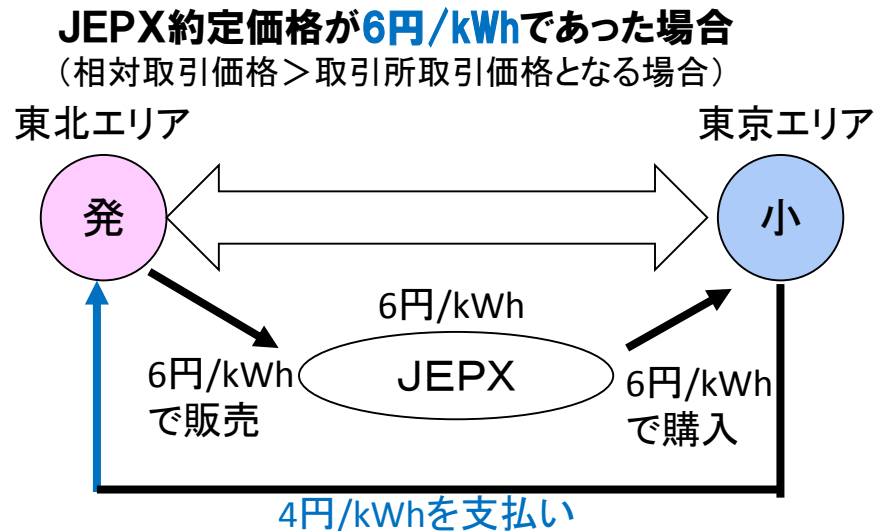 JEPX約定価格が6円/kWhであった場合
（相対取引価格＞取引所取引価格となる場合）
東北エリア
東京エリア
発
小
6円/kWh
JEPX
6円/kWh
で販売
6円/kWh
で購入
4円/kWhを支払い